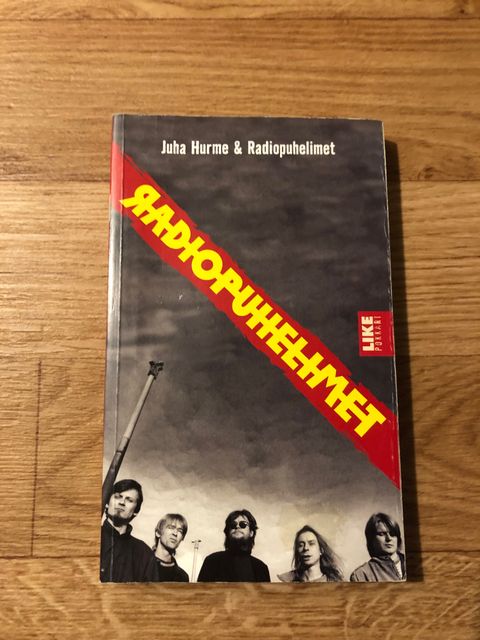 Juha Hurme & Radiopuhelimet
RADIOPUHELIMET
LIKE
POKKARI